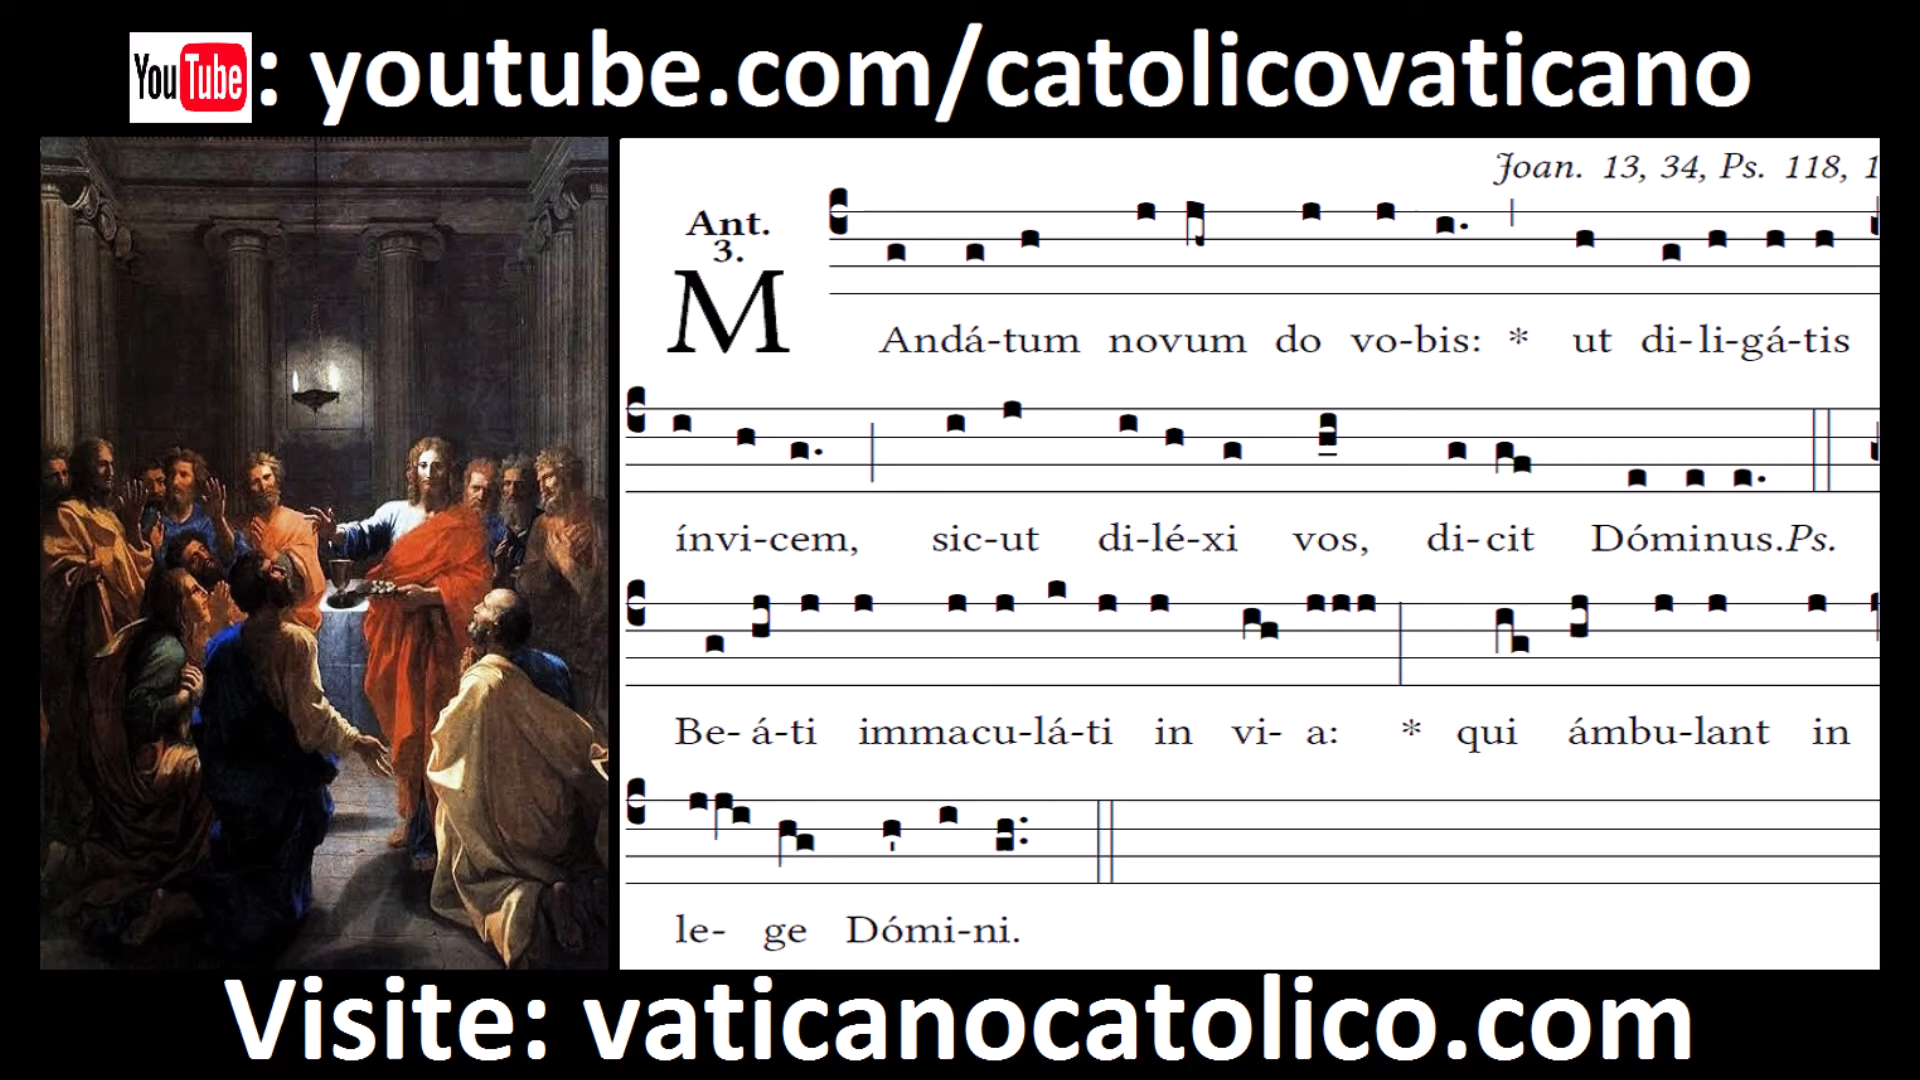 YouTube : youtube.com/catolicovaticano
Joan. 13, 34, Ps. 118, 1
Ant.
3.
M
Andá-tum novum do vo-bis: * ut di-li-gá-tis
ínvi-cem, sic-ut di-lé-xi vos, di-cit Dóminus. Ps.
Be- á-ti immacu-lá-ti in vi- a: * qui ámbu-lant in
le- ge Dómi-ni.
Visite: vaticanocatolico.com